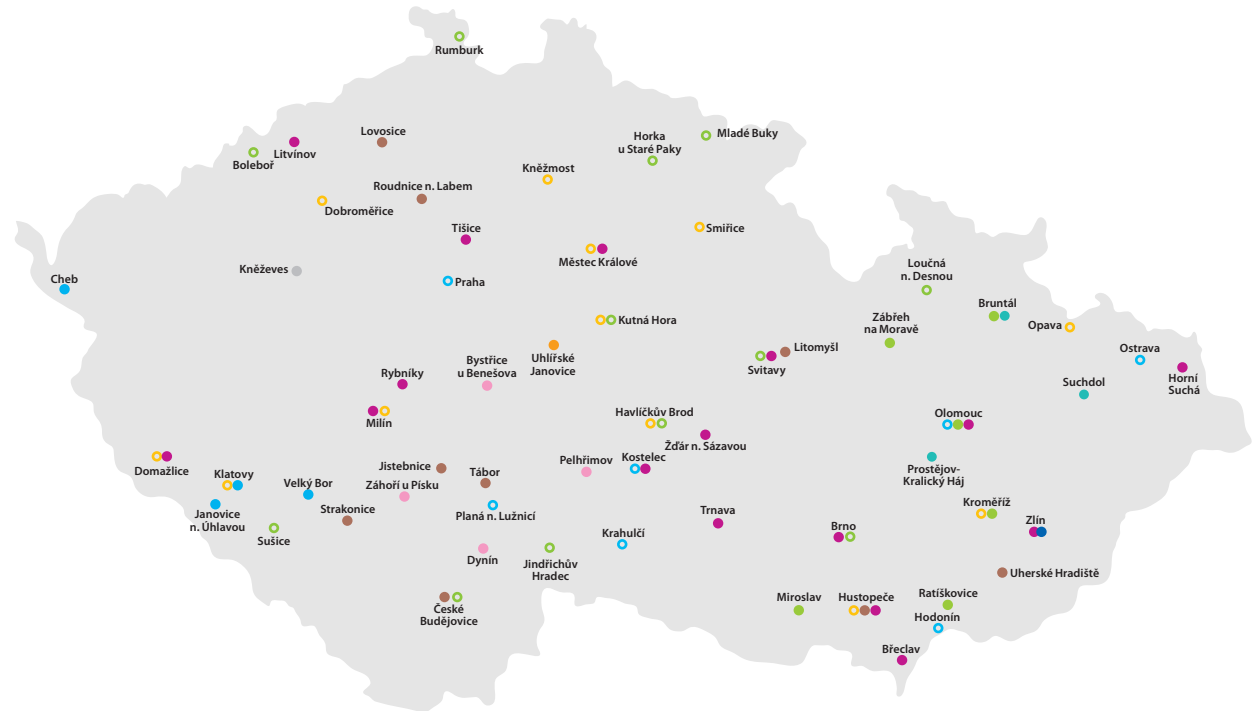 Rumburk
Mladé Buky
Lovosice
Horka
u Staré Paky
Litvínov
Boleboř
Kněžmost
Roudnice n. Labem
Dobroměřice
Tišice
Smiřice
Městec Králové
Kněževes
Loučná
n. Desnou
Cheb
Praha
Bruntál
Zábřeh
na Moravě
Kutná Hora
Opava
Litomyšl
Ostrava
Uhlířské
Janovice
Bystřice
u Benešova
Svitavy
Rybníky
Horní
Suchá
Suchdol
Milín
Havlíčkův Brod
Olomouc
Žďár n. Sázavou
Domažlice
Klatovy
Jistebnice
Tábor
Pelhřimov
Kostelec
Prostějov-
Kralický Háj
Velký Bor
Záhoří u Písku
Janovice
n. Úhlavou
Strakonice
Planá n. Lužnicí
Kroměříž
Trnava
Zlín
Sušice
Krahulčí
Brno
Dynín
Jindřichův
Hradec
Uherské Hradiště
České
Budějovice
Miroslav
Hustopeče
Ratíškovice
Hodonín
Břeclav